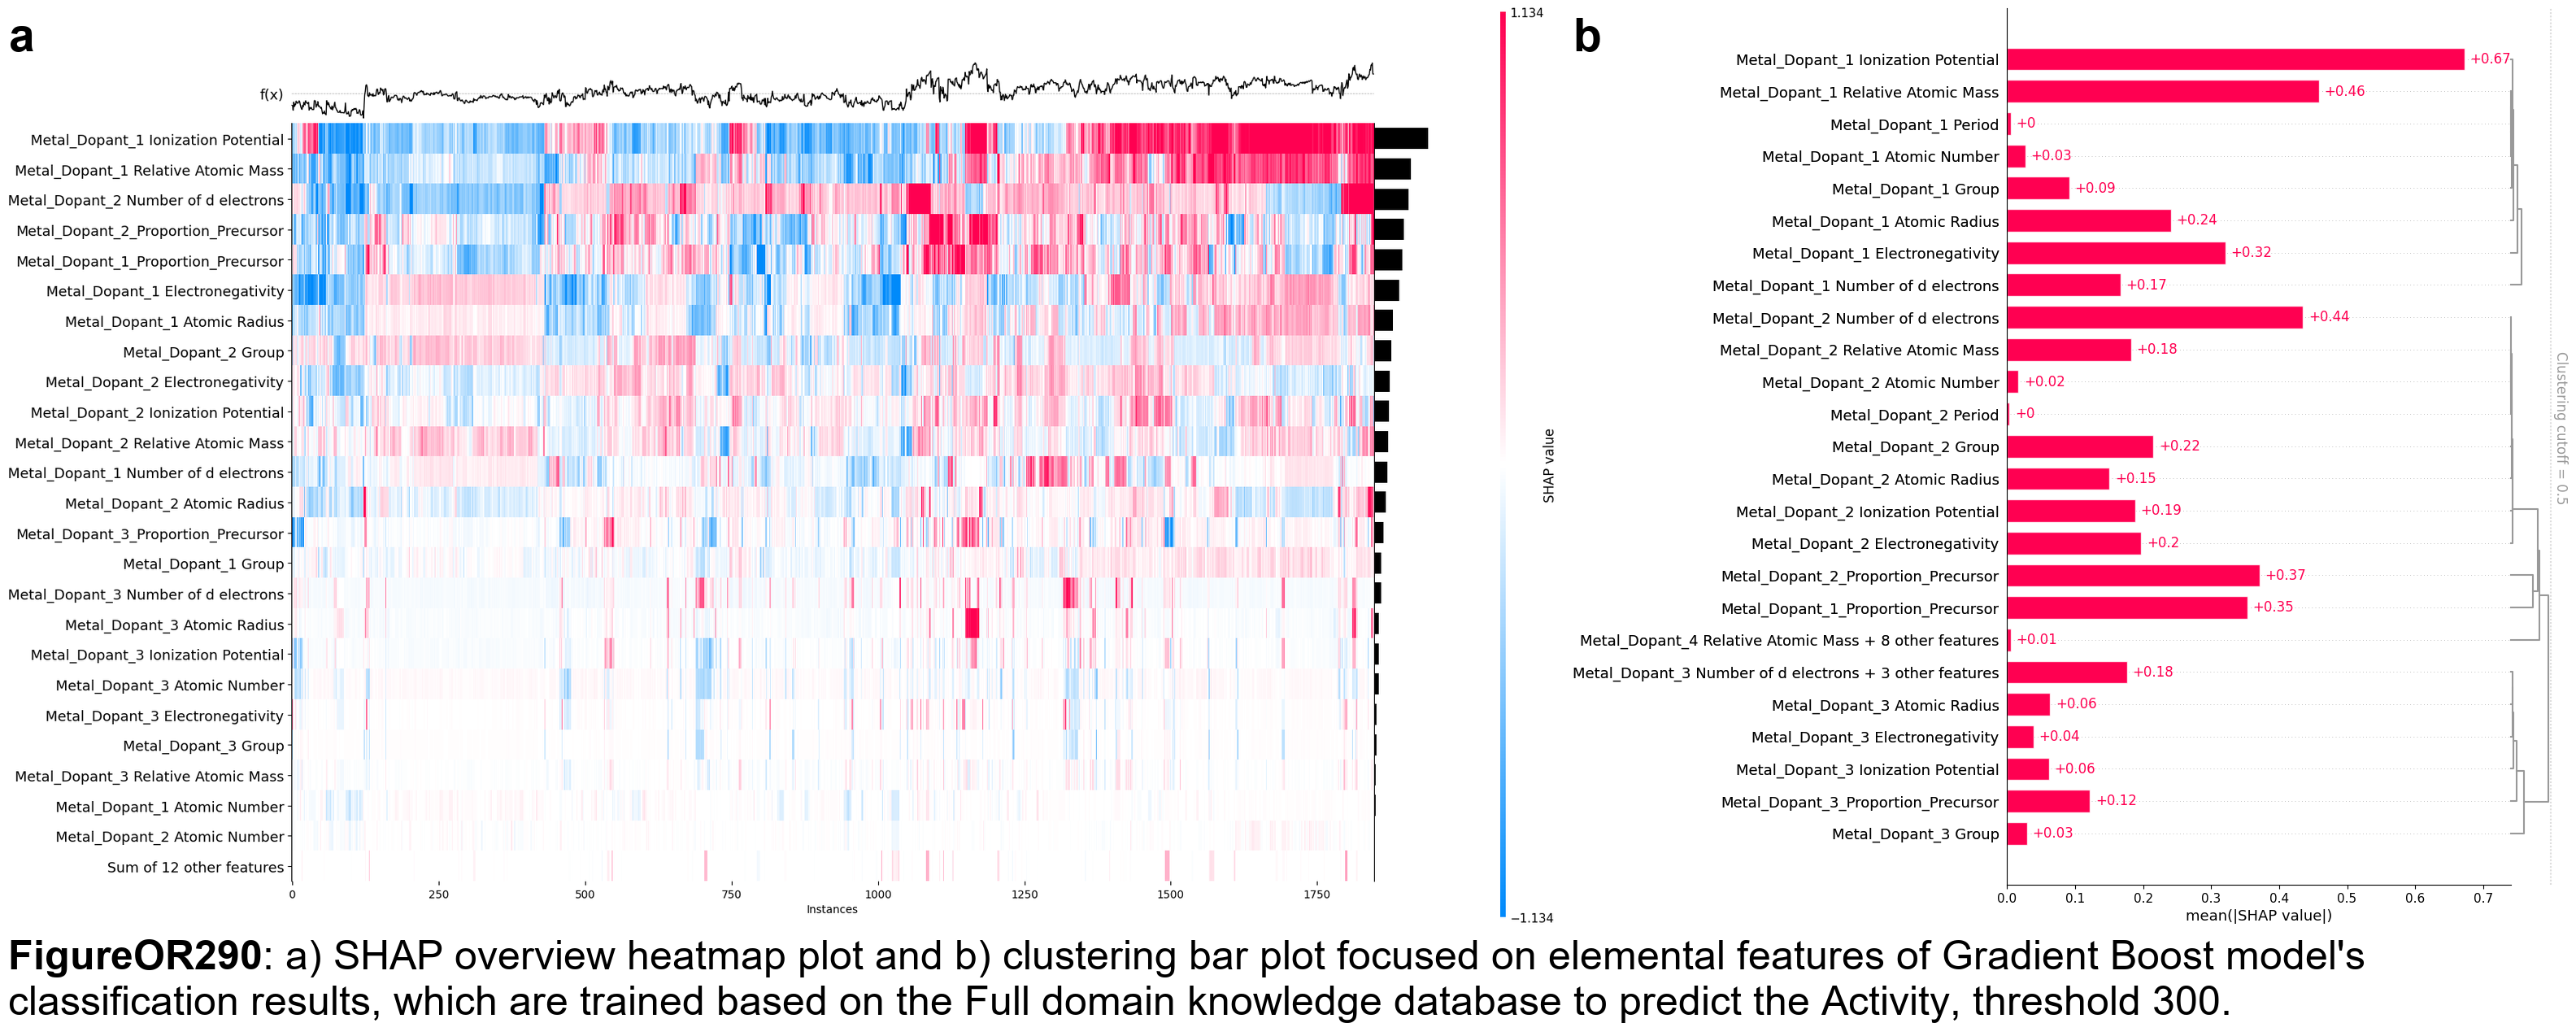 a
f(x)
Metal_Dopant_1 Ionization Potential
Metal_Dopant_1 Relative Atomic Mass
Metal_Dopant_2 Number of d electrons
Metal_Dopant_2_Proportion_Precursor
Metal_Dopant_1_Proportion_Precursor
Metal_Dopant_1 Electronegativity
Metal_Dopant_1 Atomic Radius
Metal_Dopant_2 Group
Metal_Dopant_2 Electronegativity
Metal_Dopant_2 Ionization Potential
Metal_Dopant_2 Relative Atomic Mass
Metal_Dopant_1 Number of d electrons
Metal_Dopant_2 Atomic Radius
Metal_Dopant_3_Proportion_Precursor
Metal_Dopant_1 Group
Metal_Dopant_3 Number of d electrons
Metal_Dopant_3 Atomic Radius
Metal_Dopant_3 Ionization Potential
Metal_Dopant_3 Atomic Number
Metal_Dopant_3 Electronegativity
Metal_Dopant_3 Group
Metal_Dopant_3 Relative Atomic Mass
Metal_Dopant_1 Atomic Number
Metal_Dopant_2 Atomic Number
Sum of 12 other features
0 250 500 750 1000 1250 1500 1750
Instances
1.134
SHAP value
−1.134
b
Metal_Dopant_1 Ionization Potential +0.67
Metal_Dopant_1 Relative Atomic Mass +0.46
Metal_Dopant_1 Period +0
Metal_Dopant_1 Atomic Number +0.03
Metal_Dopant_1 Group +0.09
Metal_Dopant_1 Atomic Radius +0.24
Metal_Dopant_1 Electronegativity +0.32
Metal_Dopant_1 Number of d electrons +0.17
Metal_Dopant_2 Number of d electrons +0.44
Metal_Dopant_2 Relative Atomic Mass +0.18
Metal_Dopant_2 Atomic Number +0.02
Metal_Dopant_2 Period +0
Metal_Dopant_2 Group +0.22
Metal_Dopant_2 Atomic Radius +0.15
Metal_Dopant_2 Ionization Potential +0.19
Metal_Dopant_2 Electronegativity +0.2
Metal_Dopant_2_Proportion_Precursor +0.37
Metal_Dopant_1_Proportion_Precursor +0.35
Metal_Dopant_4 Relative Atomic Mass + 8 other features +0.01
Metal_Dopant_3 Number of d electrons + 3 other features +0.18
Metal_Dopant_3 Atomic Radius +0.06
Metal_Dopant_3 Electronegativity +0.04
Metal_Dopant_3 Ionization Potential +0.06
Metal_Dopant_3_Proportion_Precursor +0.12
Metal_Dopant_3 Group +0.03
0.0 0.1 0.2 0.3 0.4 0.5 0.6 0.7
mean(|SHAP value|)
Clustering cutoff = 0.5
FigureOR290: a) SHAP overview heatmap plot and b) clustering bar plot focused on elemental features of Gradient Boost model's
classification results, which are trained based on the Full domain knowledge database to predict the Activity, threshold 300.